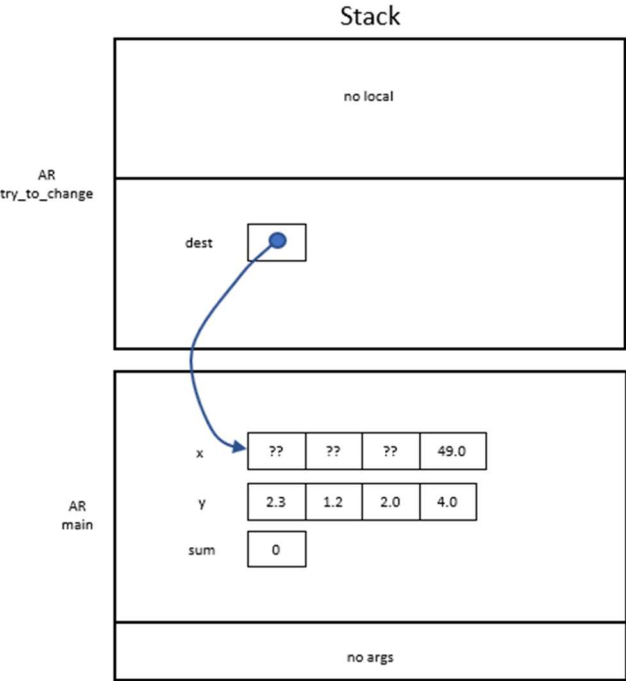 Stack
no local
AR
try_to_change
dest
x ?? ?? ?? 49.0
y 2.3 1.2 2.0 4.0
AR
main
sum 0
no args